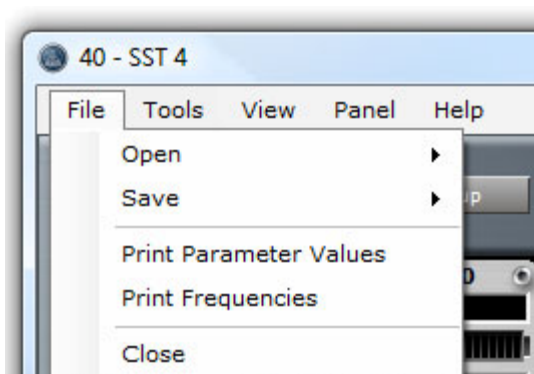 40 - SST 4
File Tools View Panel Help
Open
Save
Print Parameter Values
Print Frequencies
Close